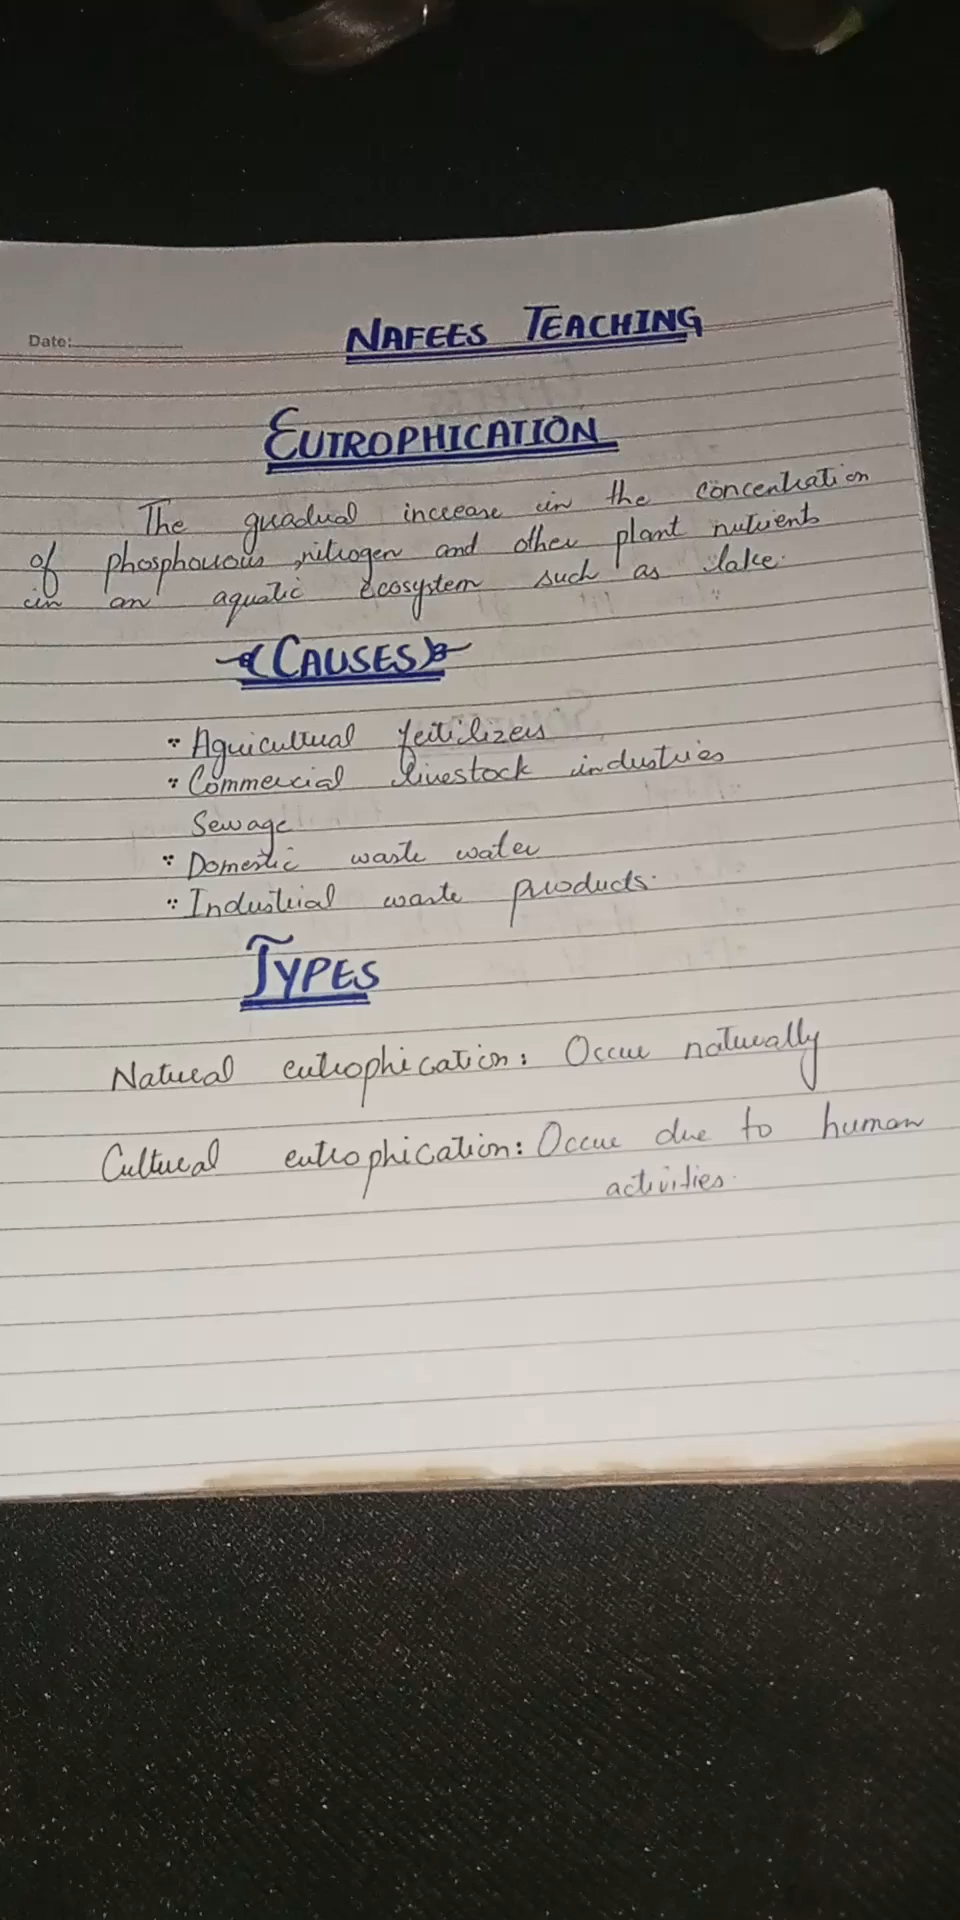 Date:
NAFEES TEACHING
EUTROPHICATION
The gradual increase in the concentration
of phosphorous, nitrogen and other plant nutrients
in an aquatic ecosystem such as lake.
CAUSES
Agricultural fertilizers
Commercial livestock industries
Sewage
Domestic waste water
Industrial waste products.
TYPES
Natural eutrophication: Occur naturally
Cultural eutrophication: Occur due to human
activities.